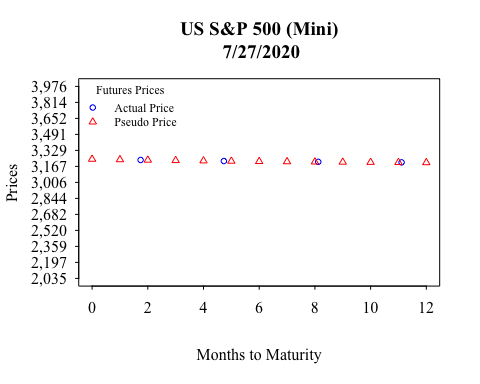 US S&P 500 (Mini)
7/27/2020
Futures Prices
Actual Price
Pseudo Price
Prices
3,976
3,814
3,652
3,491
3,329
3,167
3,006
2,844
2,682
2,520
2,359
2,197
2,035
0 2 4 6 8 10 12
Months to Maturity